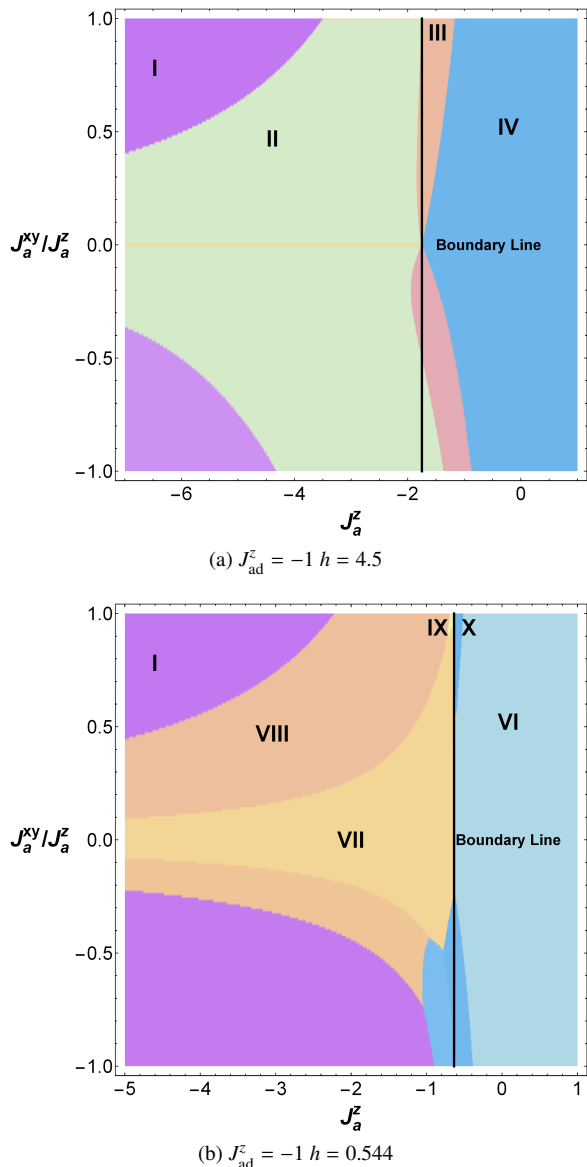 1.0
I
III
0.5
II
IV
J_a^xy/J_a^z
0.0
Boundary Line
−0.5
−1.0
−6
−4
−2
0
J_a^z
(a) J_ad^z = −1 h = 4.5
1.0
IX
X
I
0.5
VIII
VI
J_a^xy/J_a^z
0.0
VII
Boundary Line
−0.5
−1.0
−5
−4
−3
−2
−1
0
1
J_a^z
(b) J_ad^z = −1 h = 0.544